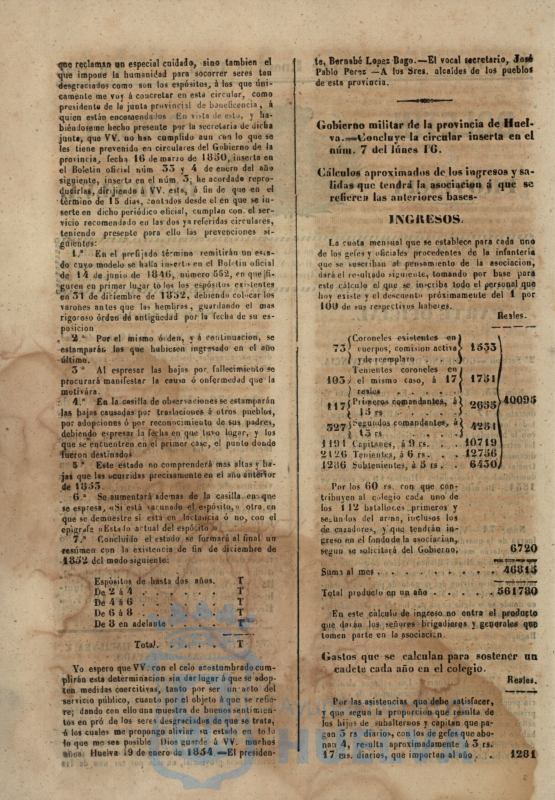 que reclaman un especial cuidado, sino tambien el
que impone la humanidad para socorrer seres tan
desgraciados como son los espósitos, á los que úni-
camente me voy á concretar en esta circular, como
presidente de la junta provincial de beneficencia, á
quien están encomendados. En vista de esto, y ha-
biéndoseme hecho presente por la secretaria de dicha
junta, que VV. no han cumplido aun con lo que se
les tiene prevenido en circulares del Gobierno de la
provincia, fecha 16 de marzo de 1850, inserta en
el Boletin oficial núm 33 y 4 de enero del año
siguiente, inserta en el núm. 3; he acordado repro-
ducirlas, dirijiendo á VV. esta, á fin de que en el
término de 15 dias, contados desde el en que se in-
serte en dicho periódico oficial, cumplan con el ser-
vicio recomendado en las dos ya referidas circulares,
teniendo presente para ello las prevenciones si-
guientes:
1.ª En el prefijado término remitirán un esta-
do cuyo modelo se halla inserto en el Boletin oficial
de 14 de junio de 1846, número 552, en que fi-
guren en primer lugar todos los espósitos existentes
en 31 de diciembre de 1852, debiendo colocar los
varones antes que las hembras, guardando el mas
rigoroso órden de antigüedad por la fecha de su es-
posicion
2.ª Por el mismo órden, y á continuacion, se
estamparán los que hubiesen ingresado en el año
último.
3.ª Al espresar las bajas por fallecimiento se
procurará manifestar la causa ó enfermedad que la
motivára.
4.ª En la casilla de observaciones se estamparán
las bajas causadas por traslaciones á otros pueblos,
por adopciones ó por reconocimiento de sus padres,
debiendo espresar la fecha en que tuvo lugar, y los
que se encuentren en el primer caso, el punto donde
fueron destinados
5.ª Este estado no comprenderá mas altas y ba-
jas que las ocurridas precisamente en el año anterior
de 1853.
6.ª Se aumentará ademas de la casilla en que
se espresa, «Si está vacunado el espósito,» otra en
que se demuestre si está en lactancia ó no, con el
epígrafe «Estado actual del espósito.»
7.ª Concluido el estado se formará al final un
resúmen con la existencia de fin de diciembre de
1852 del modo siguiente:
Espósitos de hasta dos años. T
De 2 á 4 . . . . . . . . T
De 4 á 6 . . . . . . . . T
De 6 á 8 . . . . . . . . T
De 8 en adelante . . . . . T
Total. . . . . . . T
Yo espero que VV. con el celo acostumbrado cum-
plirán esta determinacion sin dar lugar á que se adop-
ten medidas coercitivas, tanto por ser un acto del
servicio público, cuanto por el objeto á que se refie-
re; dando con ello una muestra de buenos sentimien-
tos en pró de los seres desgraciados de que se trata,
á los cuales me propongo aliviar su estado en todo
lo que me sea posible Dios guarde á VV. muchos
años. Huelva 19 de enero de 1854.—El presiden-
te, Bernabé Lopez Bago.—El vocal secretario, José
Pablo Perez —A los Sres. alcaldes de los pueblos
de esta provincia.
Gobierno militar de la provincia de Huel-
va.—Concluye la circular inserta en el
núm. 7 del lúnes 16.
Cálculos aproximados de los ingresos y sa-
lidas que tendrá la asociacion á que se
refieren las anteriores bases-
INGRESOS.
La cuota mensual que se establece para cada uno
de los gefes y oficiales procedentes de la infantería
que se suscriban al pensamiento de la asociacion,
dará el resultado siguiente, tomando por base para
este cálculo el que se inscriba todo el personal que
hoy existe y el descuento próximamente del 1 por
100 de sus respectivos haberes.
Reales.
73 Coroneles existentes en cuerpos, comision activa y de reemplazo . . . 1533
103 Tenientes coroneles en el mismo caso, á 17 reales . . . 1751
117 Primeros comandantes, á 15 rs . . . 2655
327 Segundos comandantes, á 13 rs . . . 4251
1191 Capitanes, á 9 rs. . . 10719
2126 Tenientes, á 6 rs. . . 12756
1286 Subtenientes, á 5 rs . . 6430
40095
Por los 60 rs. con que con-
tribuyen al colegio cada uno de
los 112 batallones primeros y
segundos del arma, inclusos los
de cazadores, y que tendrán in-
greso en el fondo de la asociacion,
segun se solicitará del Gobierno, 6720
Suma al mes . . . . . . . . 46815
Total producto en un año . . . . . 561780
En este cálculo de ingreso no entra el producto
que darán los señores brigadieres y generales que
tomen parte en la asociacion.
Gastos que se calculan para sostener un
cadete cada año en el colegio.
Reales.
Por las asistencias que debe satisfacer,
y que segun la proporcion que resulta de
los hijos de subalternos y capitan que pa-
gan 3 rs diarios, con los de gefes que abo-
nan 4, resulta aproximadamente á 3 rs.
17 mrs. diarios, que importan al año . . 1281